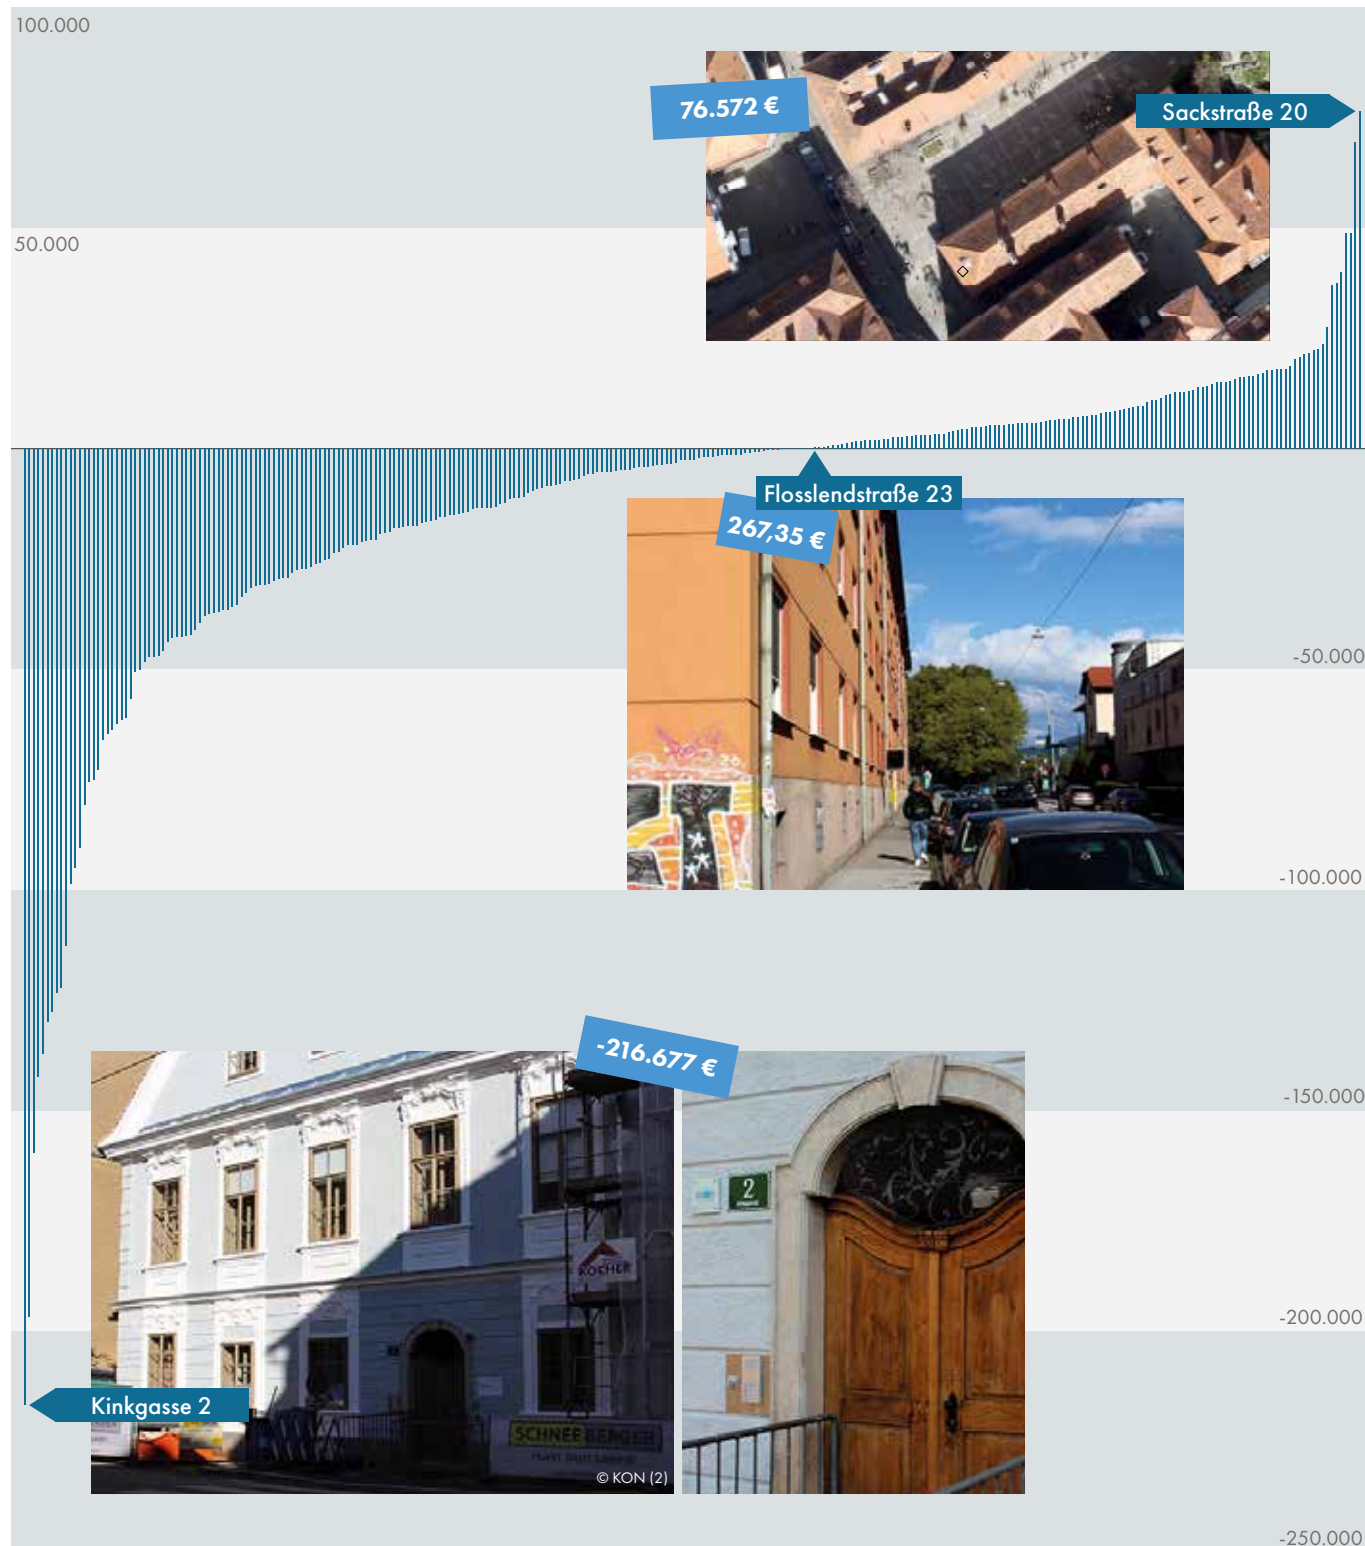 100.000
76.572 €
Sackstraße 20
50.000
Flosslendstraße 23
267,35 €
-50.000
-100.000
-216.677 €
-150.000
2
KOCHER
-200.000
Kinkgasse 2
SCHNEEBERGER
© KON (2)
-250.000